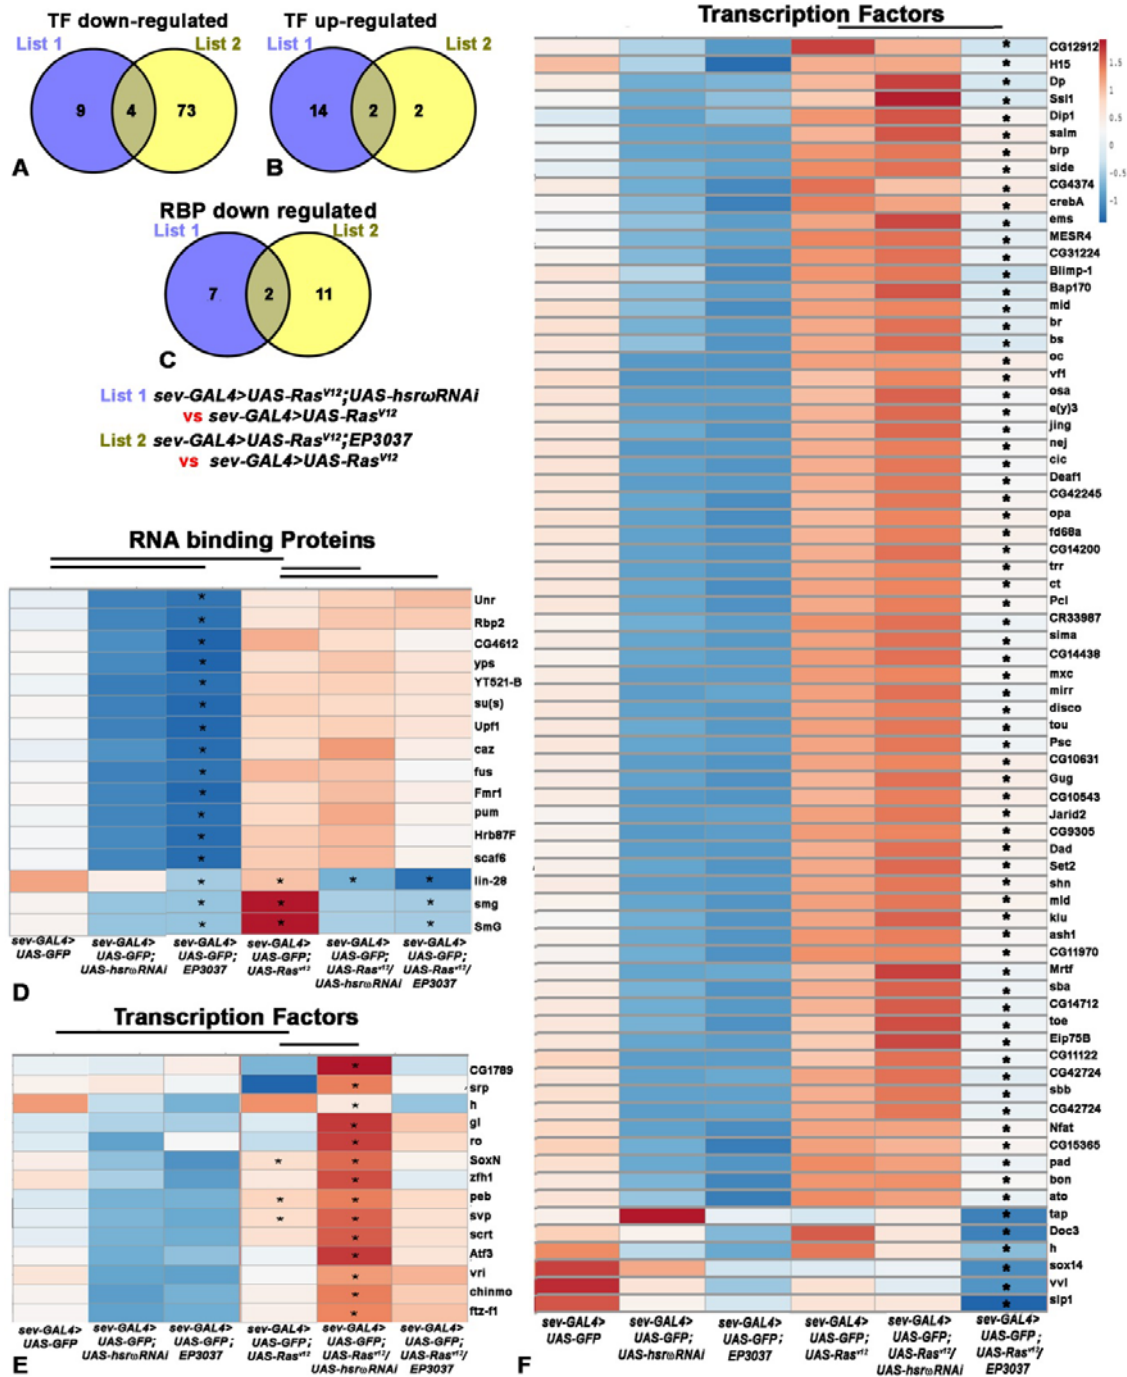 TF down-regulated
List 1
List 2
9
4
73
A
TF up-regulated
List 1
List 2
14
2
2
B
RBP down regulated
List 1
List 2
7
2
11
C
List 1 sev-GAL4>UAS-RasV12;UAS-hsrωRNAi
vs sev-GAL4>UAS-RasV12
List 2 sev-GAL4>UAS-RasV12;EP3037
vs sev-GAL4>UAS-RasV12
RNA binding Proteins
Unr
Rbp2
CG4612
yps
YT521-B
su(s)
Upf1
caz
fus
Fmr1
pum
Hrb87F
scaf6
lin-28
smg
SmG
sev-GAL4>
UAS-GFP
sev-GAL4>
UAS-GFP;
UAS-hsrωRNAi
sev-GAL4>
UAS-GFP;
EP3037
sev-GAL4>
UAS-GFP;
UAS-Rasv12
sev-GAL4>
UAS-GFP;
UAS-Rasv12/
UAS-hsrωRNAi
sev-GAL4>
UAS-GFP;
UAS-Rasv12/
EP3037
D
Transcription Factors
CG1789
srp
h
gl
ro
SoxN
zfh1
peb
svp
scrt
Atf3
vri
chinmo
ftz-f1
sev-GAL4>
UAS-GFP
sev-GAL4>
UAS-GFP;
UAS-hsrωRNAi
sev-GAL4>
UAS-GFP;
EP3037
sev-GAL4>
UAS-GFP;
UAS-Rasv12
sev-GAL4>
UAS-GFP;
UAS-Rasv12/
UAS-hsrωRNAi
sev-GAL4>
UAS-GFP;
UAS-Rasv12/
EP3037
E
Transcription Factors
CG12912
H15
Dp
Ssl1
Dip1
salm
brp
side
CG4374
crebA
ems
MESR4
CG31224
Blimp-1
Bap170
mid
br
bs
oc
vf1
osa
e(y)3
jing
nej
cic
Deaf1
CG42245
opa
fd68a
CG14200
trr
ct
Pcl
CR33987
sima
CG14438
mxc
mirr
disco
tou
Psc
CG10631
Gug
CG10543
Jarid2
CG9305
Dad
Set2
shn
mld
klu
ash1
CG11970
Mrtf
sba
CG14712
toe
Eip75B
CG11122
CG42724
sbb
CG42724
Nfat
CG15365
pad
bon
ato
tap
Doc3
h
sox14
vvl
slp1
1.5
1
0.5
0
-0.5
-1
sev-GAL4>
UAS-GFP
sev-GAL4>
UAS-GFP;
UAS-hsrωRNAi
sev-GAL4>
UAS-GFP;
EP3037
sev-GAL4>
UAS-GFP;
UAS-Rasv12
sev-GAL4>
UAS-GFP;
UAS-Rasv12/
UAS-hsrωRNAi
sev-GAL4>
UAS-GFP;
UAS-Rasv12/
EP3037
F